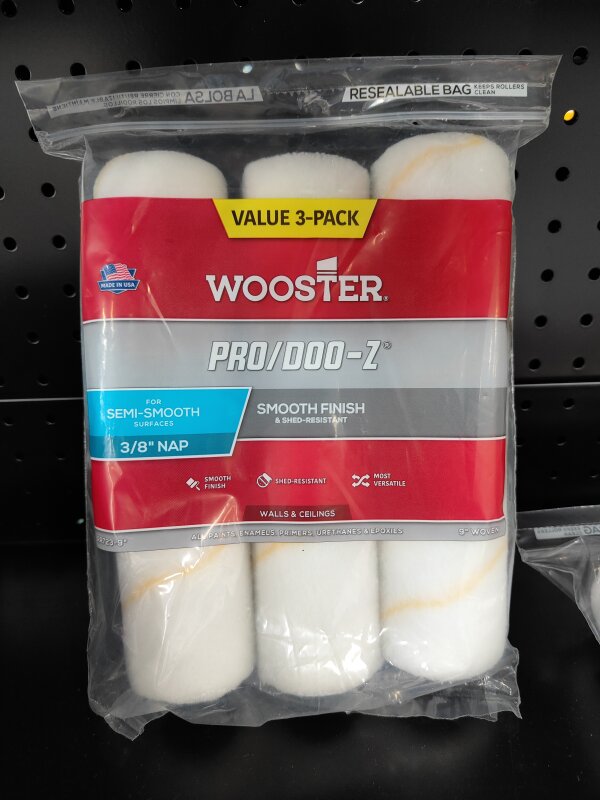 RESEALABLE BAG KEEPS ROLLERS CLEAN
LA BOLSA
VALUE 3-PACK
MADE IN USA
WOOSTER®
PRO/DOO-Z®
FOR
SEMI-SMOOTH
SURFACES
3/8" NAP
SMOOTH FINISH
& SHED-RESISTANT
SMOOTH
FINISH
SHED-RESISTANT
MOST
VERSATILE
WALLS & CEILINGS
ALL PAINTS, ENAMELS, PRIMERS, URETHANES & EPOXIES
9" WOVEN
BAG